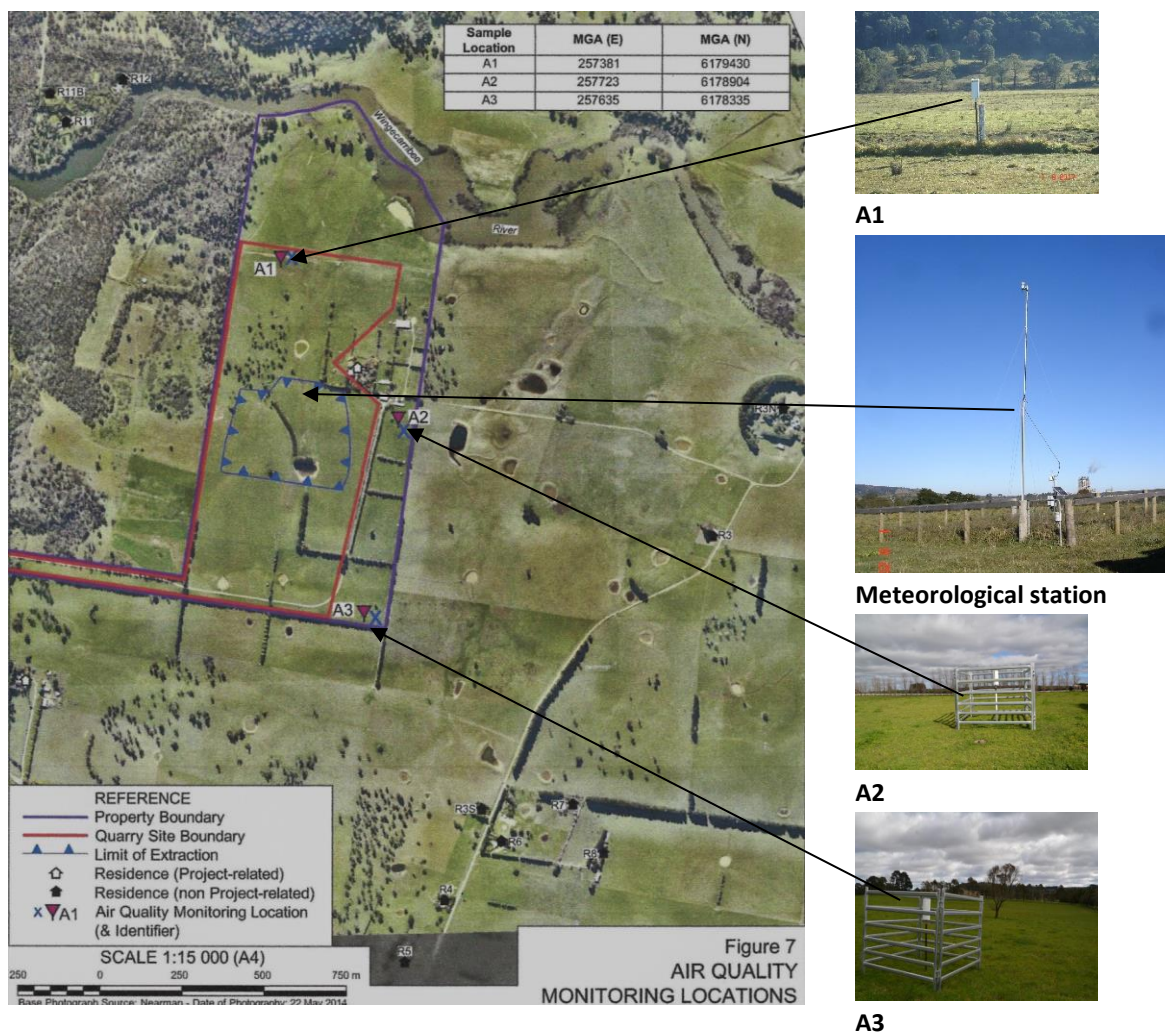 Sample Location MGA (E) MGA (N)
A1 257381 6179430
A2 257723 6178904
A3 257635 6178335
R12
R11B
R11
Wingecarribee
River
A1
A2
R3N
R3
A3
R3S
R7
R6
R8
R4
R5
REFERENCE
Property Boundary
Quarry Site Boundary
Limit of Extraction
Residence (Project-related)
Residence (non Project-related)
A1 Air Quality Monitoring Location
(& Identifier)
SCALE 1:15 000 (A4)
250 0 250 500 750 m
Base Photograph Source: Nearman - Date of Photography: 22 May 2014
Figure 7
AIR QUALITY
MONITORING LOCATIONS
A1
Meteorological station
A2
A3